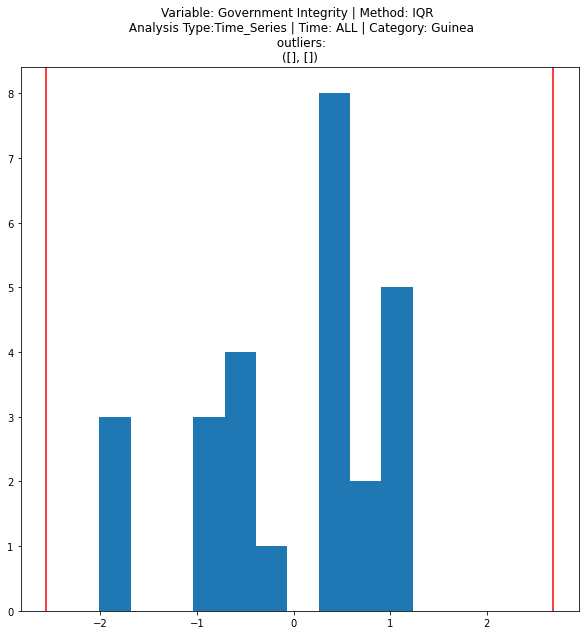 Variable: Government Integrity | Method: IQR
Analysis Type:Time_Series | Time: ALL | Category: Guinea
outliers:
([], [])
8
7
6
5
4
3
2
1
0
−2 −1 0 1 2